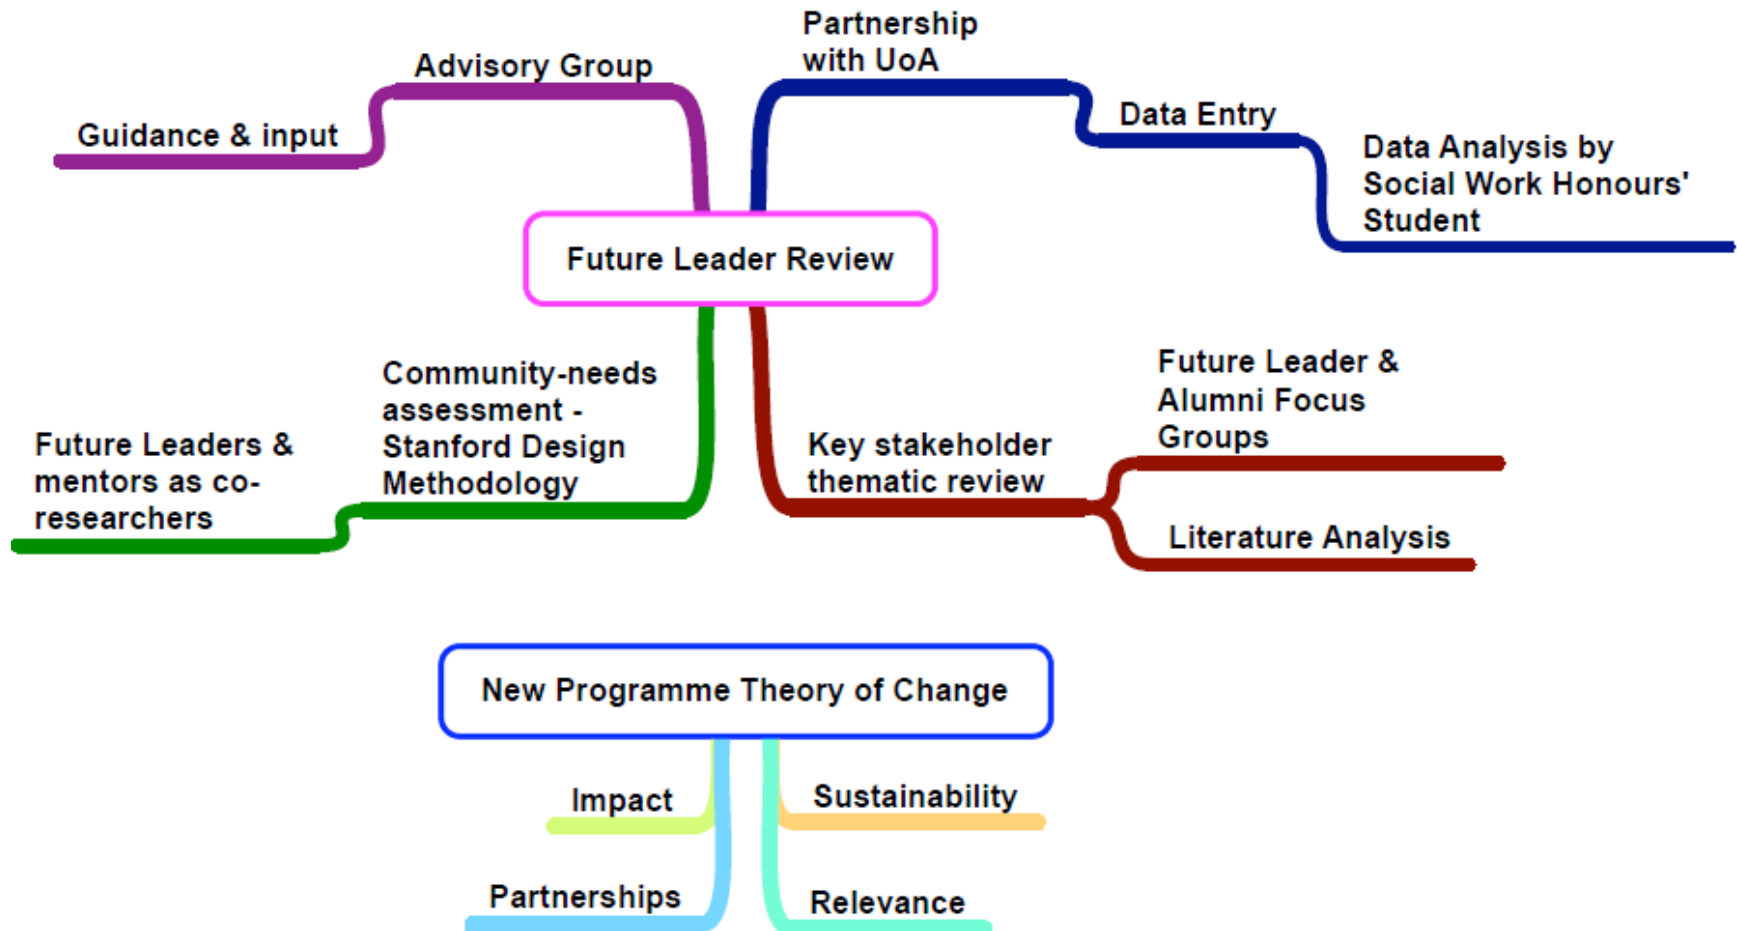 Partnership
with UoA
Advisory Group
Data Entry
Guidance & input
Data Analysis by
Social Work Honours'
Student
Future Leader Review
Community-needs
assessment -
Stanford Design
Methodology
Future Leaders &
mentors as co-
researchers
Future Leader &
Alumni Focus
Groups
Key stakeholder
thematic review
Literature Analysis
New Programme Theory of Change
Impact
Sustainability
Partnerships
Relevance